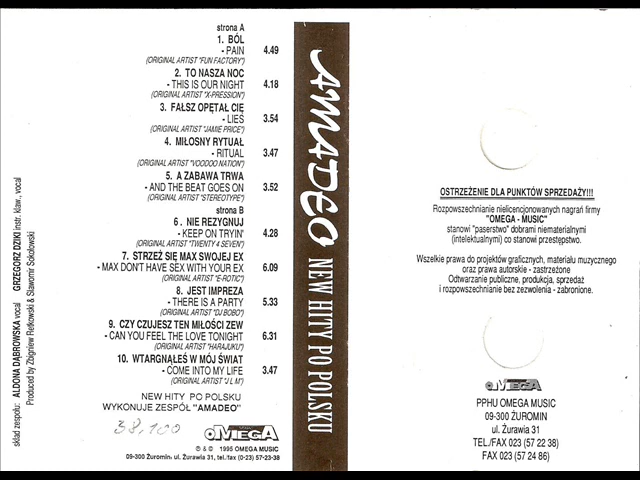 strona A
1. BÓL
- PAIN 4.49
(ORIGINAL ARTIST "FUN FACTORY")
2. TO NASZA NOC
- THIS IS OUR NIGHT 4.18
(ORIGINAL ARTIST "X-PRESSION")
3. FAŁSZ OPĘTAŁ CIĘ
- LIES 3.54
(ORIGINAL ARTIST "JAMIE PRICE")
4. MIŁOSNY RYTUAŁ
- RITUAL 3.47
(ORIGINAL ARTIST "VOODOO NATION")
5. A ZABAWA TRWA
- AND THE BEAT GOES ON 3.52
(ORIGINAL ARTIST "STEREOTYPE")
strona B
6 . NIE REZYGNUJ
- KEEP ON TRYIN' 4.28
(ORIGINAL ARTIST "TWENTY 4 SEVEN")
7. STRZEŻ SIĘ MAX SWOJEJ EX
- MAX DON'T HAVE SEX WITH YOUR EX 6.09
(ORIGINAL ARTIST "E-ROTIC")
8. JEST IMPREZA
- THERE IS A PARTY 5.33
(ORIGINAL ARTIST "DJ BOBO")
9. CZY CZUJESZ TEN MIŁOŚCI ZEW
- CAN YOU FEEL THE LOVE TONIGHT 6.31
(ORIGINAL ARTIST "HARAJUKU")
10. WTARGNĄŁEŚ W MÓJ ŚWIAT
- COME INTO MY LIFE 3.47
(ORIGINAL ARTIST "J L M")
NEW HITY PO POLSKU
WYKONUJE ZESPÓŁ "AMADEO"
38.100
OMEGA
℗ & © 1995 OMEGA MUSIC
09-300 Żuromin: ul. Żurawia 31, tel./fax (0-23) 57-23-38
skład zespołu: ALDONA DĄBROWSKA vocal GRZEGORZ DZIKI instr. klaw., vocal
Produced by Zbigniew Refkowski & Sławomir Sokołowski
AMADEO NEW HITY PO POLSKU
OSTRZEŻENIE DLA PUNKTÓW SPRZEDAŻY!!!
Rozpowszechnianie nielicencjonowanych nagrań firmy
"OMEGA - MUSIC"
stanowi "paserstwo" dobrami niematerialnymi
(intelektualnymi) co stanowi przestępstwo.
Wszelkie prawa do projektów graficznych, materiału muzycznego
oraz prawa autorskie - zastrzeżone
Odtwarzanie publiczne, produkcja, sprzedaż
i rozpowszechnianie bez zezwolenia - zabronione.
OMEGA
PPHU OMEGA MUSIC
09-300 ŻUROMIN
ul. Żurawia 31
TEL./FAX 023 (57 22 38)
FAX 023 (57 24 86)